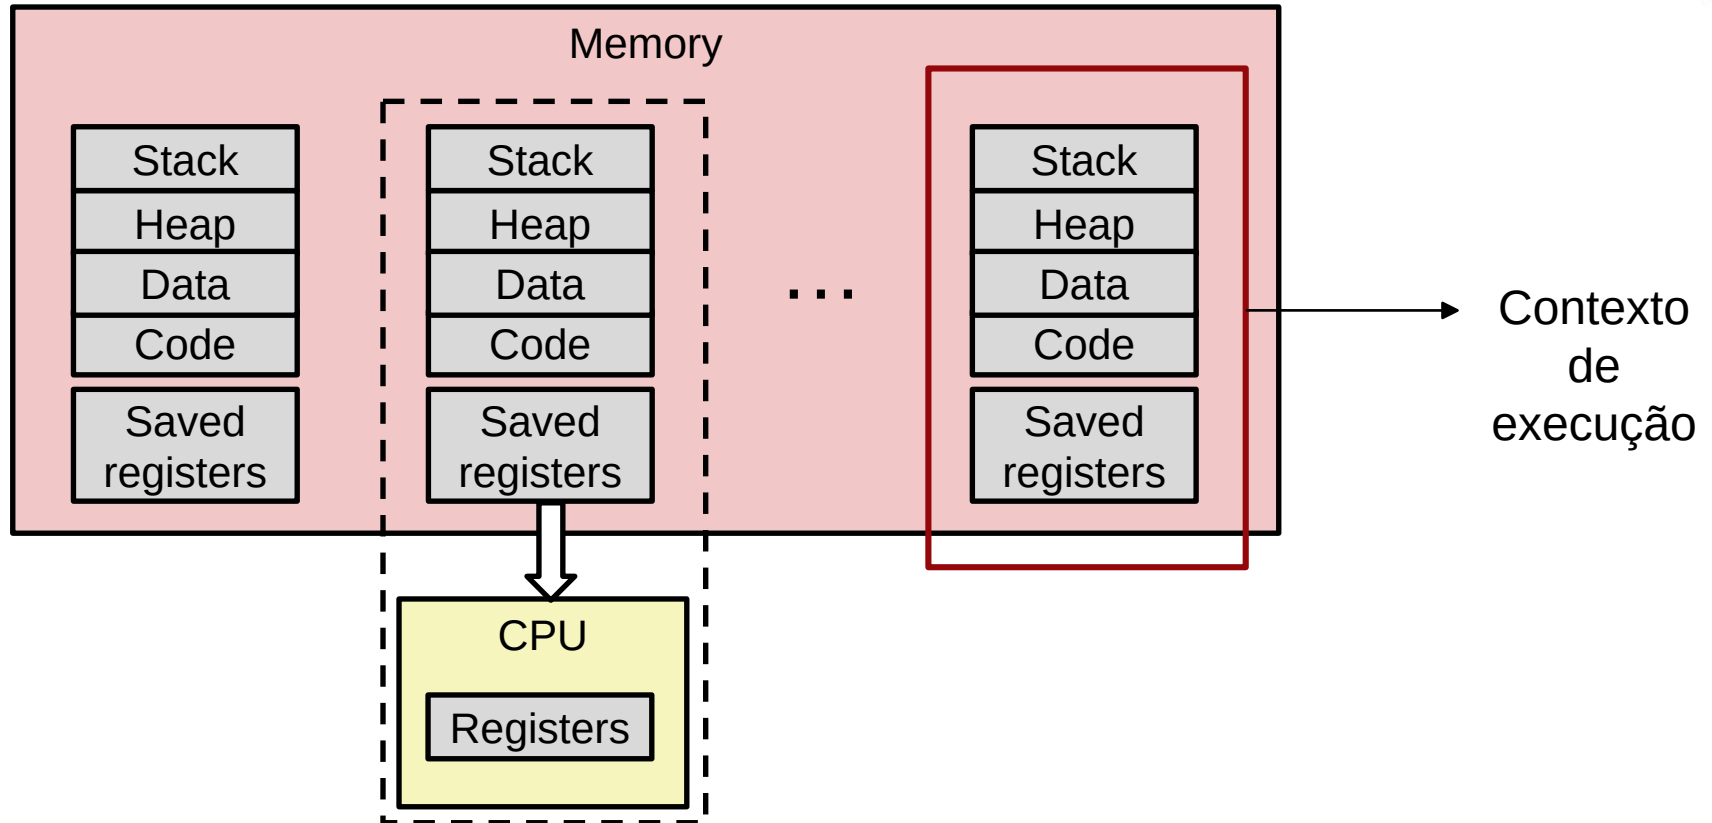 Memory
Stack
Heap
Data
Code
Saved
registers
Stack
Heap
Data
Code
Saved
registers
CPU
Registers
...
Stack
Heap
Data
Code
Saved
registers
Contexto
de
execução